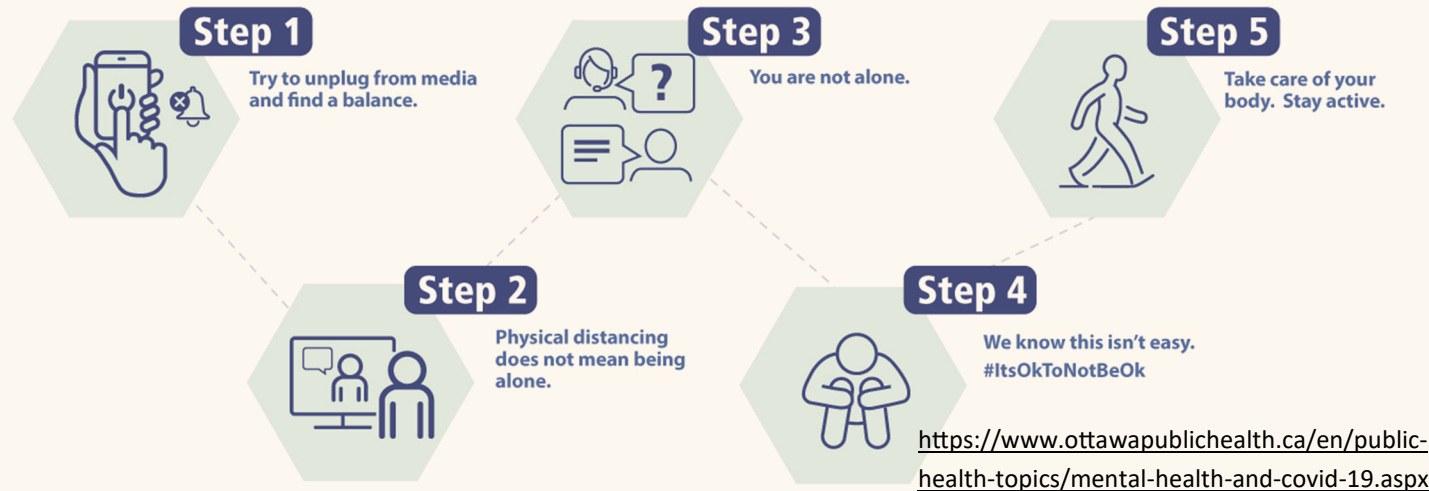 Step 1
Try to unplug from media
and find a balance.
Step 2
Physical distancing
does not mean being
alone.
Step 3
?
You are not alone.
Step 4
We know this isn’t easy.
#ItsOkToNotBeOk
Step 5
Take care of your
body.  Stay active.
https://www.ottawapublichealth.ca/en/public-
health-topics/mental-health-and-covid-19.aspx